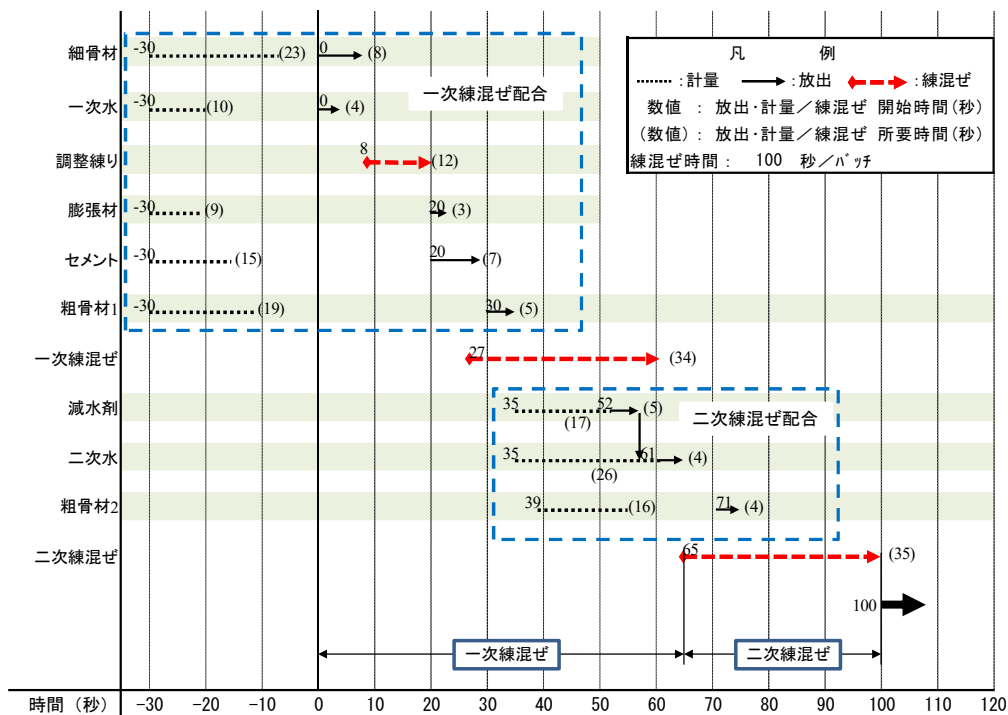 凡　例
:計量　:放出　:練混ぜ
数値　:　放出・計量／練混ぜ　開始時間(秒)
(数値)　:　放出・計量／練混ぜ　所要時間(秒)
練混ぜ時間:　100　秒／ﾊﾞｯﾁ
細骨材　-30　(23)　0　(8)
一次練混ぜ配合
一次水　-30　(10)　0　(4)
調整練り　8　(12)
膨張材　-30　(9)　20　(3)
セメント　-30　(15)　20　(7)
粗骨材1　-30　(19)　30　(5)
一次練混ぜ　27　(34)
減水剤　35　(17)　52　(5)
二次練混ぜ配合
二次水　35　(26)　61　(4)
粗骨材2　39　(16)　71　(4)
二次練混ぜ　65　(35)
100
一次練混ぜ　二次練混ぜ
時間（秒）　-30　-20　-10　0　10　20　30　40　50　60　70　80　90　100　110　120